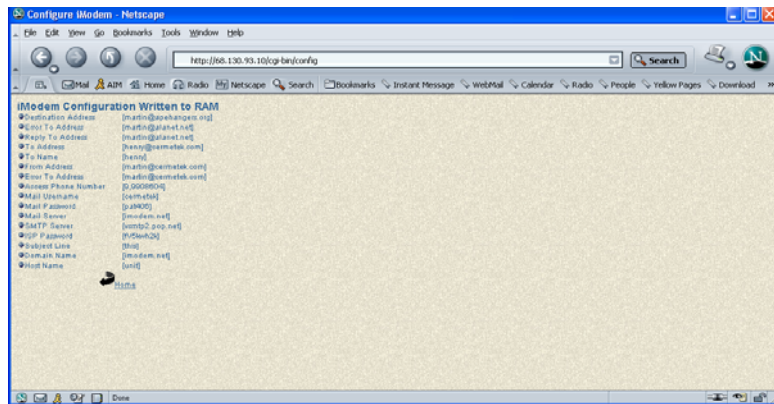 Configure iModem - Netscape
File Edit View Go Bookmarks Tools Window Help
http://68.130.93.10/cgi-bin/config Search
Mail AIM Home Radio Netscape Search Bookmarks Instant Message WebMail Calendar Radio People Yellow Pages Download
iModem Configuration Written to RAM
Destination Address [martin@apehangers.org]
Error To Address [martin@alanet.net]
Reply To Address [martin@alanet.net]
To Address [henry@cermetek.com]
To Name [henry]
From Address [martin@cermetek.com]
Error To Address [martin@cermetek.com]
Access Phone Number [9,9908604]
Mail Username [cermetek]
Mail Password
Mail Server [imodem.net]
SMTP Server [vsmtp2.pop.net]
ISP Password
Subject Line [this]
Domain Name [imodem.net]
Host Name [unit]
Home
Done